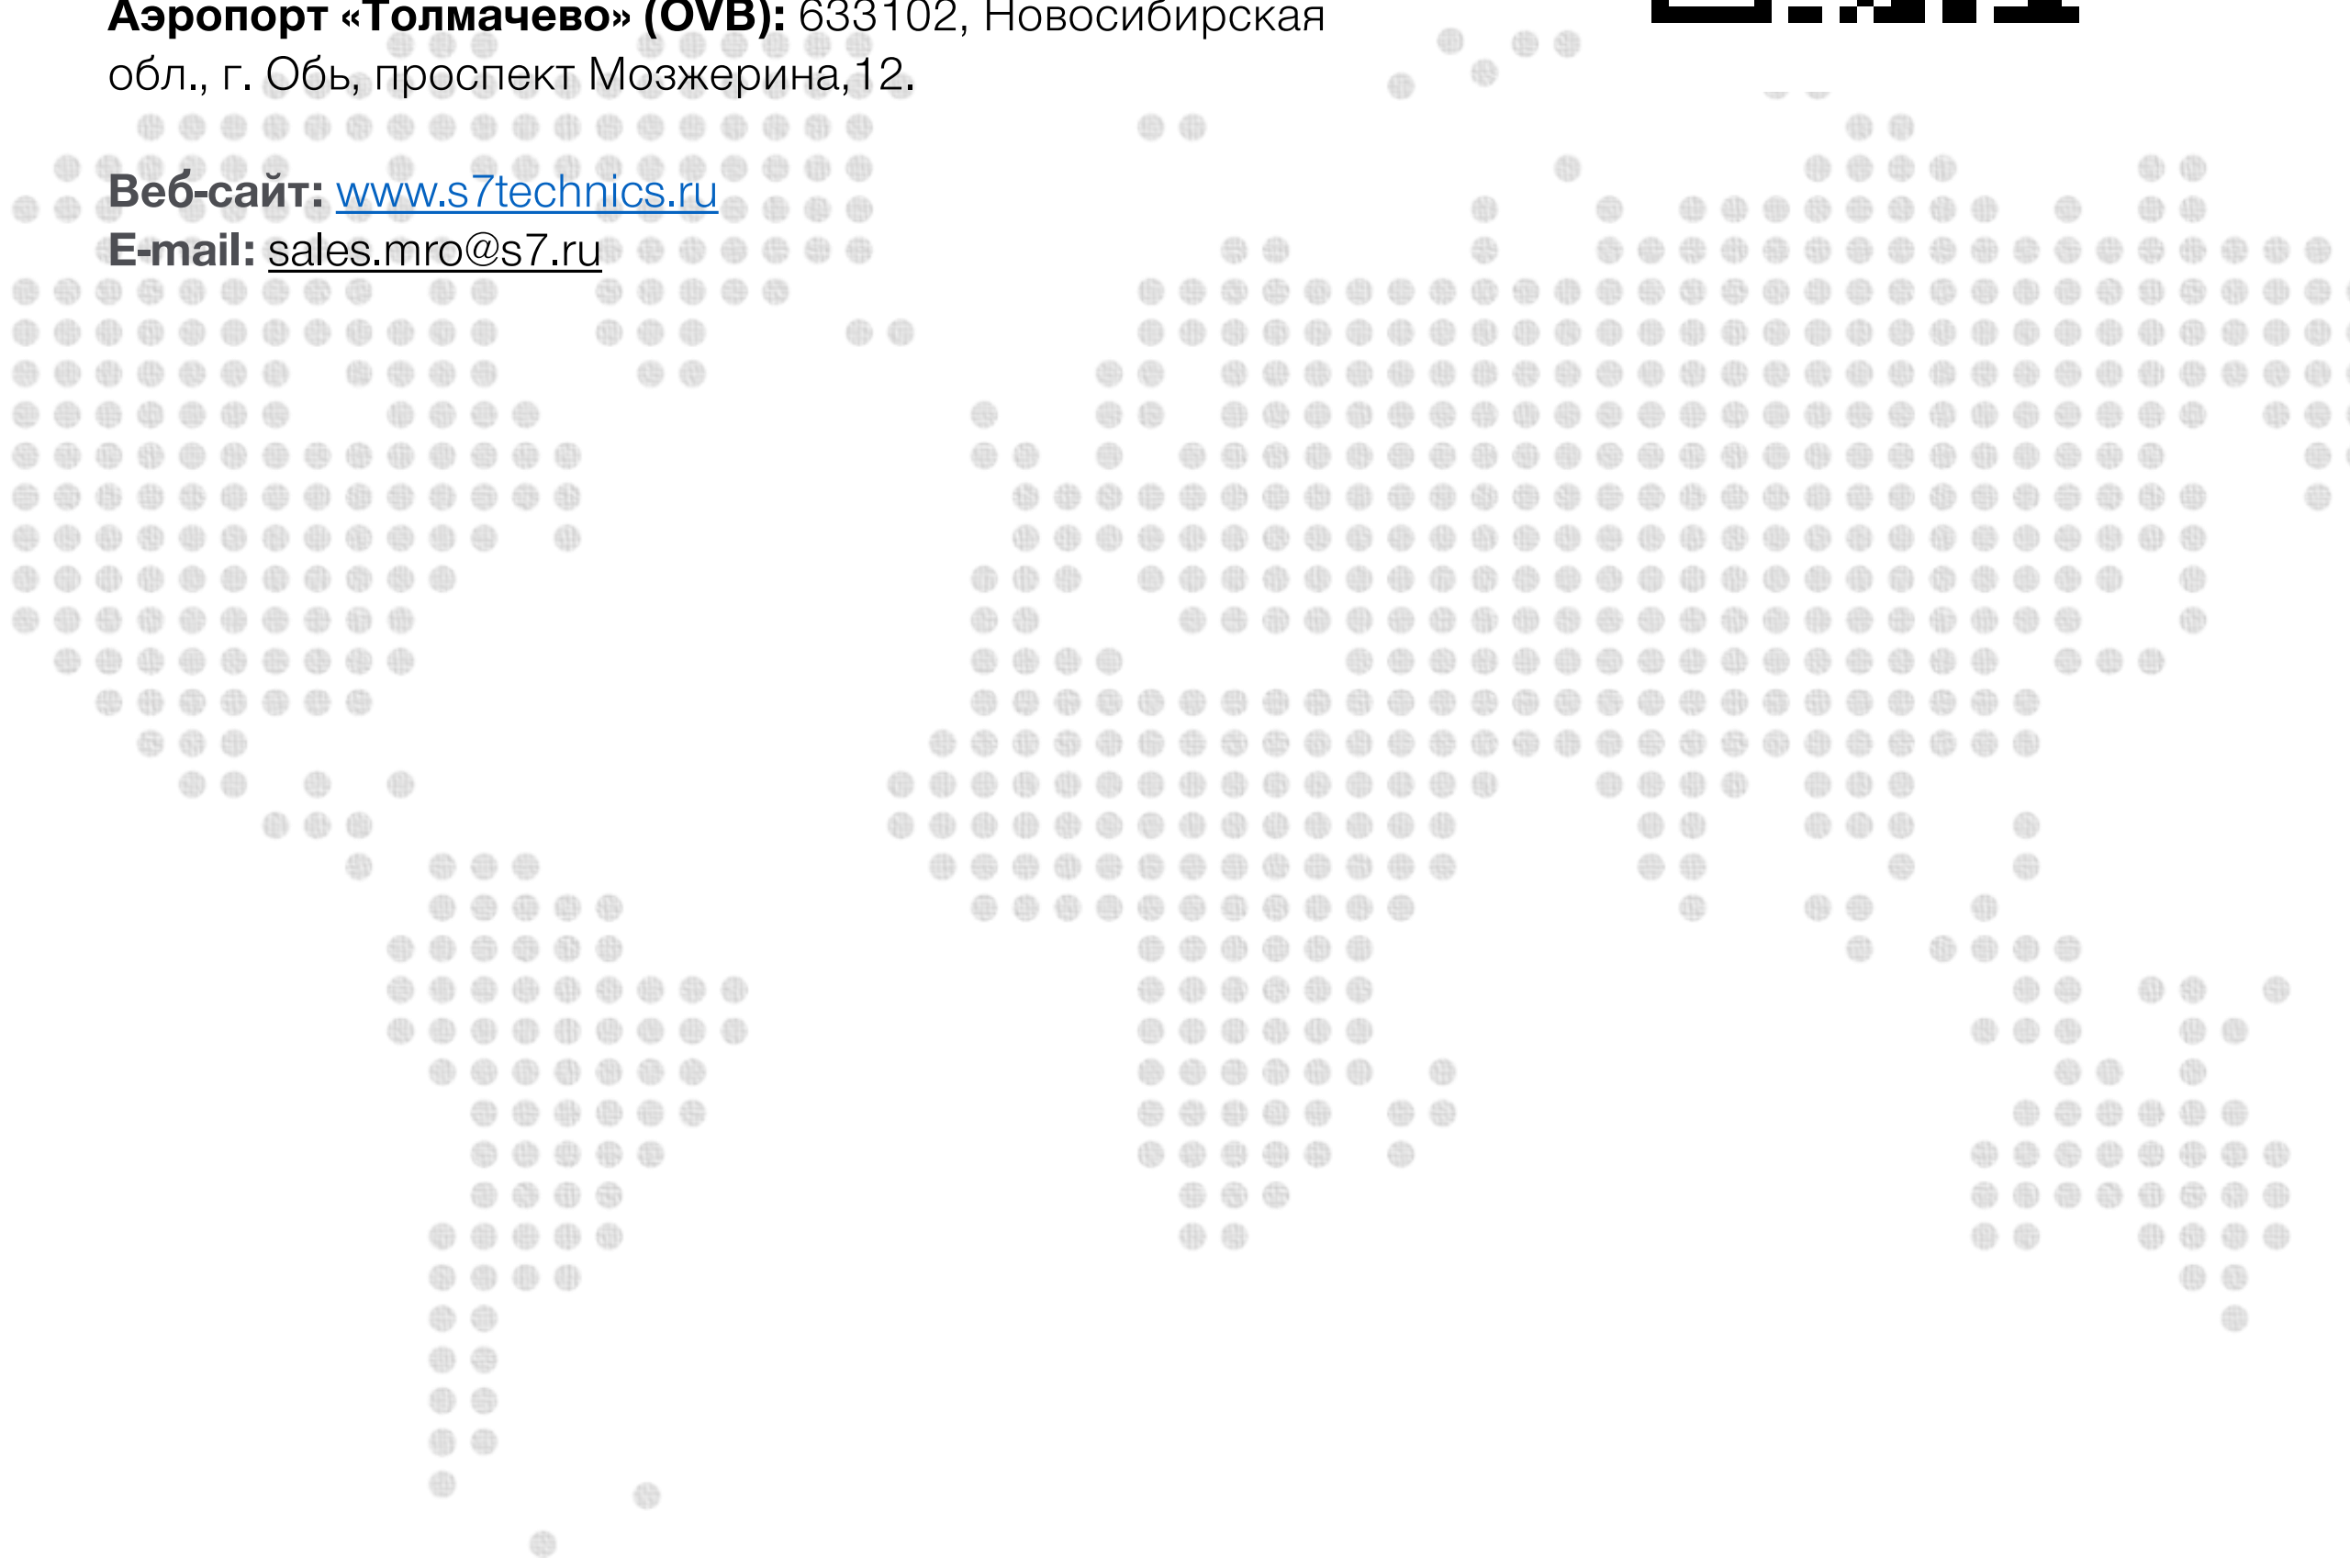 Аэропорт «Толмачево» (OVB): 633102, Новосибирская
обл., г. Обь, проспект Мозжерина,12.
Веб-сайт: www.s7technics.ru
E-mail: sales.mro@s7.ru